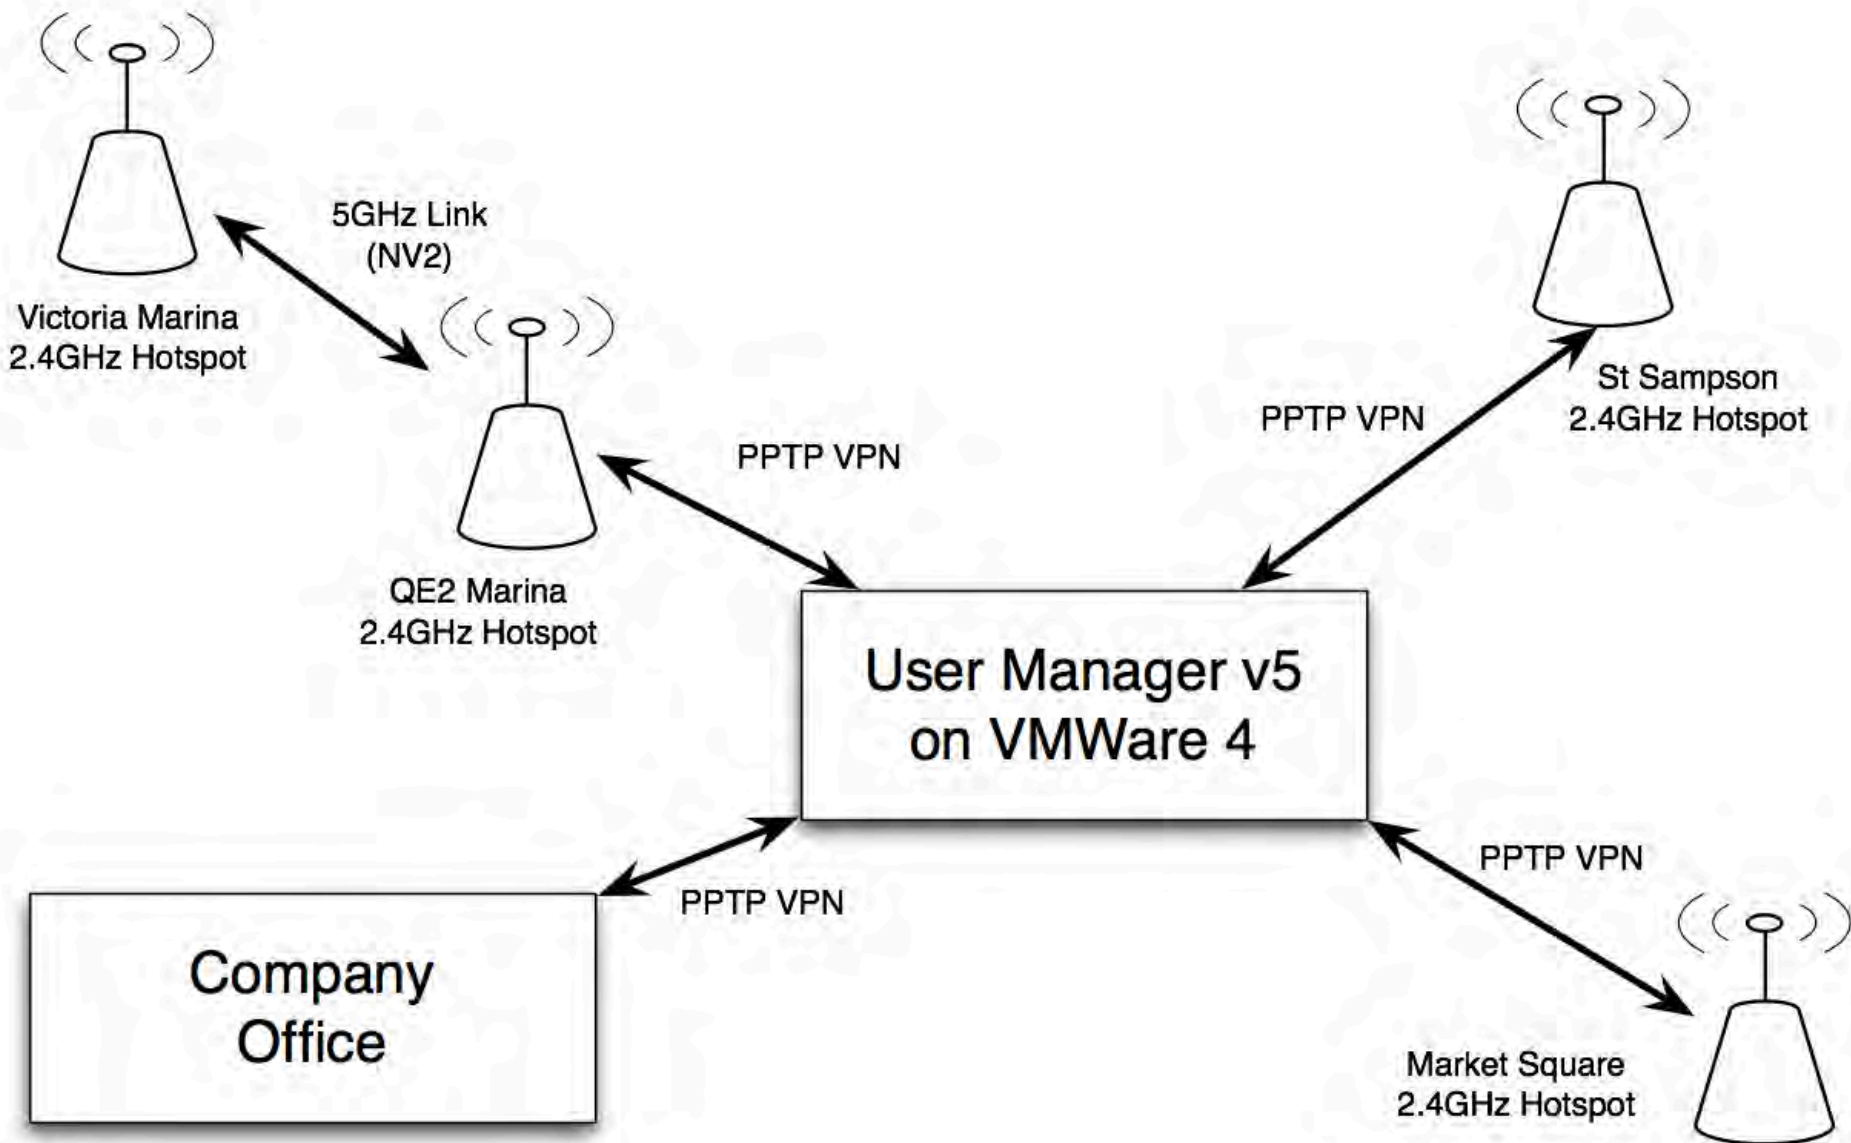 5GHz Link
(NV2)
Victoria Marina
2.4GHz Hotspot
St Sampson
2.4GHz Hotspot
PPTP VPN
PPTP VPN
QE2 Marina
2.4GHz Hotspot
User Manager v5
on VMWare 4
PPTP VPN
PPTP VPN
Company
Office
Market Square
2.4GHz Hotspot